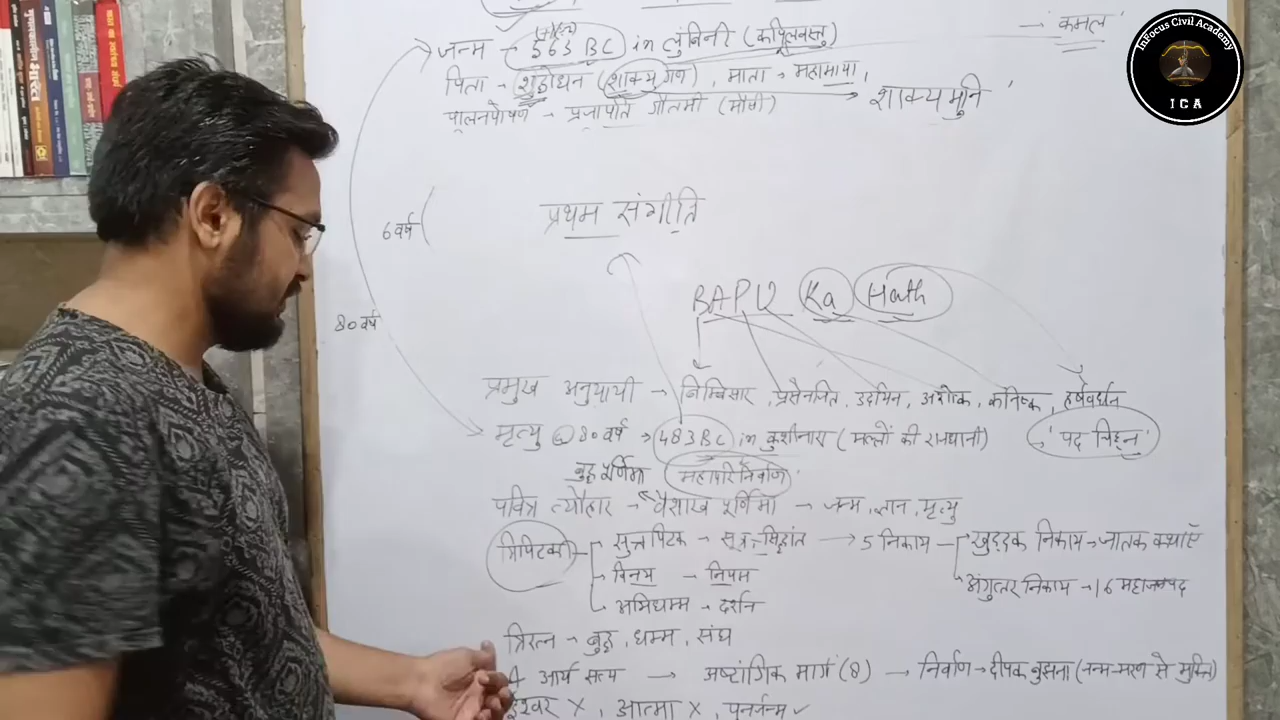 कमल
जन्म - 563 BC in लुंबिनी (कपिलवस्तु)
पिता - शुद्धोधन (शाक्य गण), माता - महामाया,
शाक्य मुनि
पालनपोषण - प्रजापति गौतमी (मौसी)
6 वर्ष
प्रथम संगीति
BAPU Ka Hath
80 वर्ष
प्रमुख अनुयायी - बिम्बिसार, प्रसेनजित, उदयिन, अशोक, कनिष्क, हर्षवर्धन
मृत्यु @ 80 वर्ष → 483 BC in कुशीनारा (मल्लों की राजधानी) 'पद चिह्न'
बुद्ध पूर्णिमा महापरिनिर्वाण
पवित्र त्यौहार - वैशाख पूर्णिमा - जन्म, ज्ञान, मृत्यु
त्रिपिटक - सुत्त पिटक - सूत्र, सिद्धांत → 5 निकाय - खुद्दक निकाय → जातक कथाएँ
विनय - नियम अंगुत्तर निकाय - 16 महाजनपद
अभिधम्म - दर्शन
त्रिरत्न - बुद्ध, धम्म, संघ
4 आर्य सत्य → अष्टांगिक मार्ग (8) → निर्वाण - दीपक बुझना (जन्म-मरण से मुक्ति)
ईश्वर X, आत्मा X, पुनर्जन्म ✓
InFocus Civil Academy
ICA